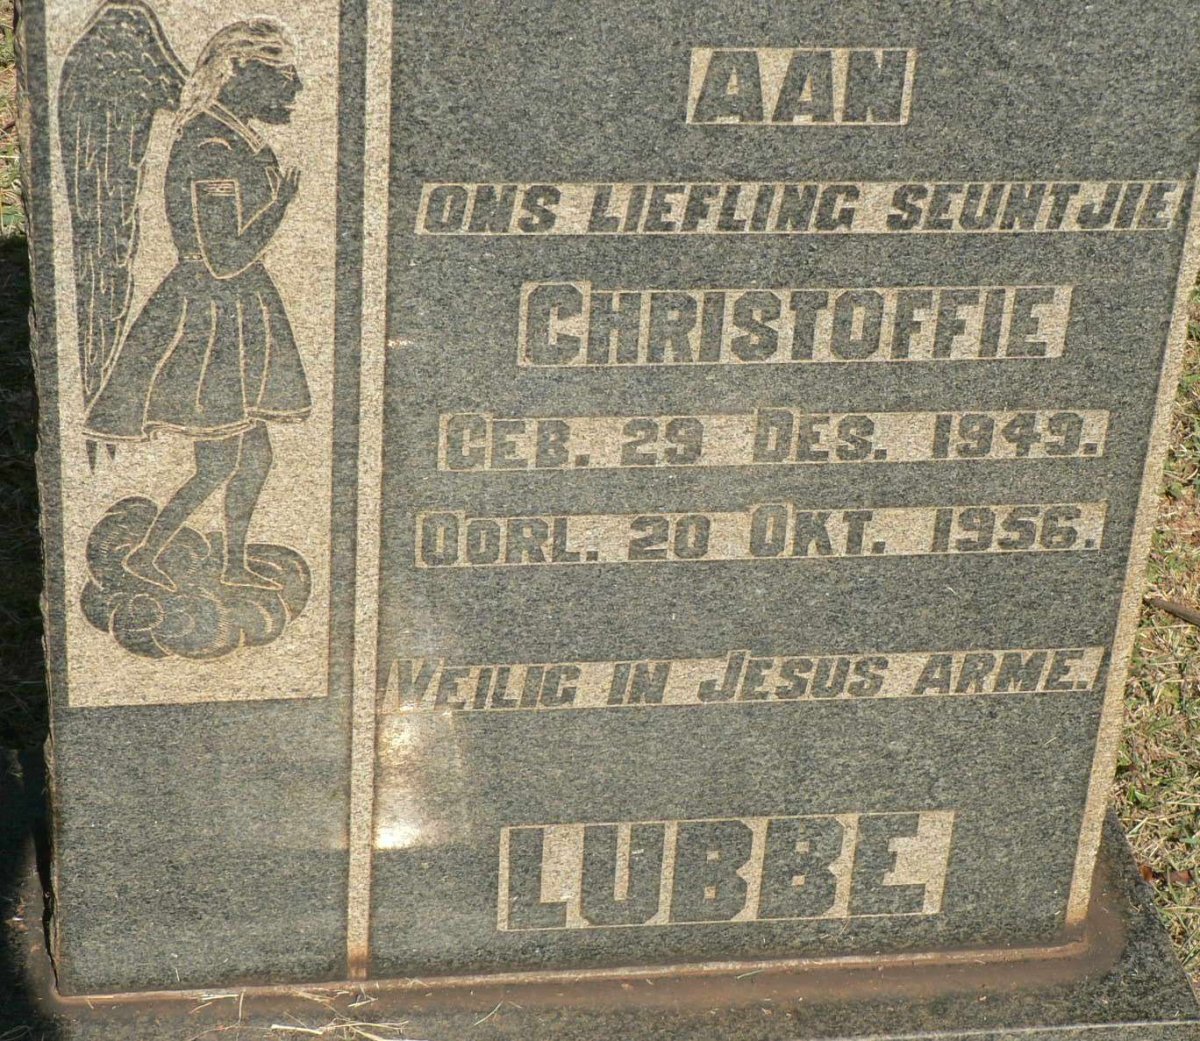 AAN
ONS LIEFLING SEUNTJIE
CHRISTOFFIE
GEB. 29 DES. 1949.
OORL. 20 OKT. 1956.
VEILIG IN JESUS ARME.
LUBBE